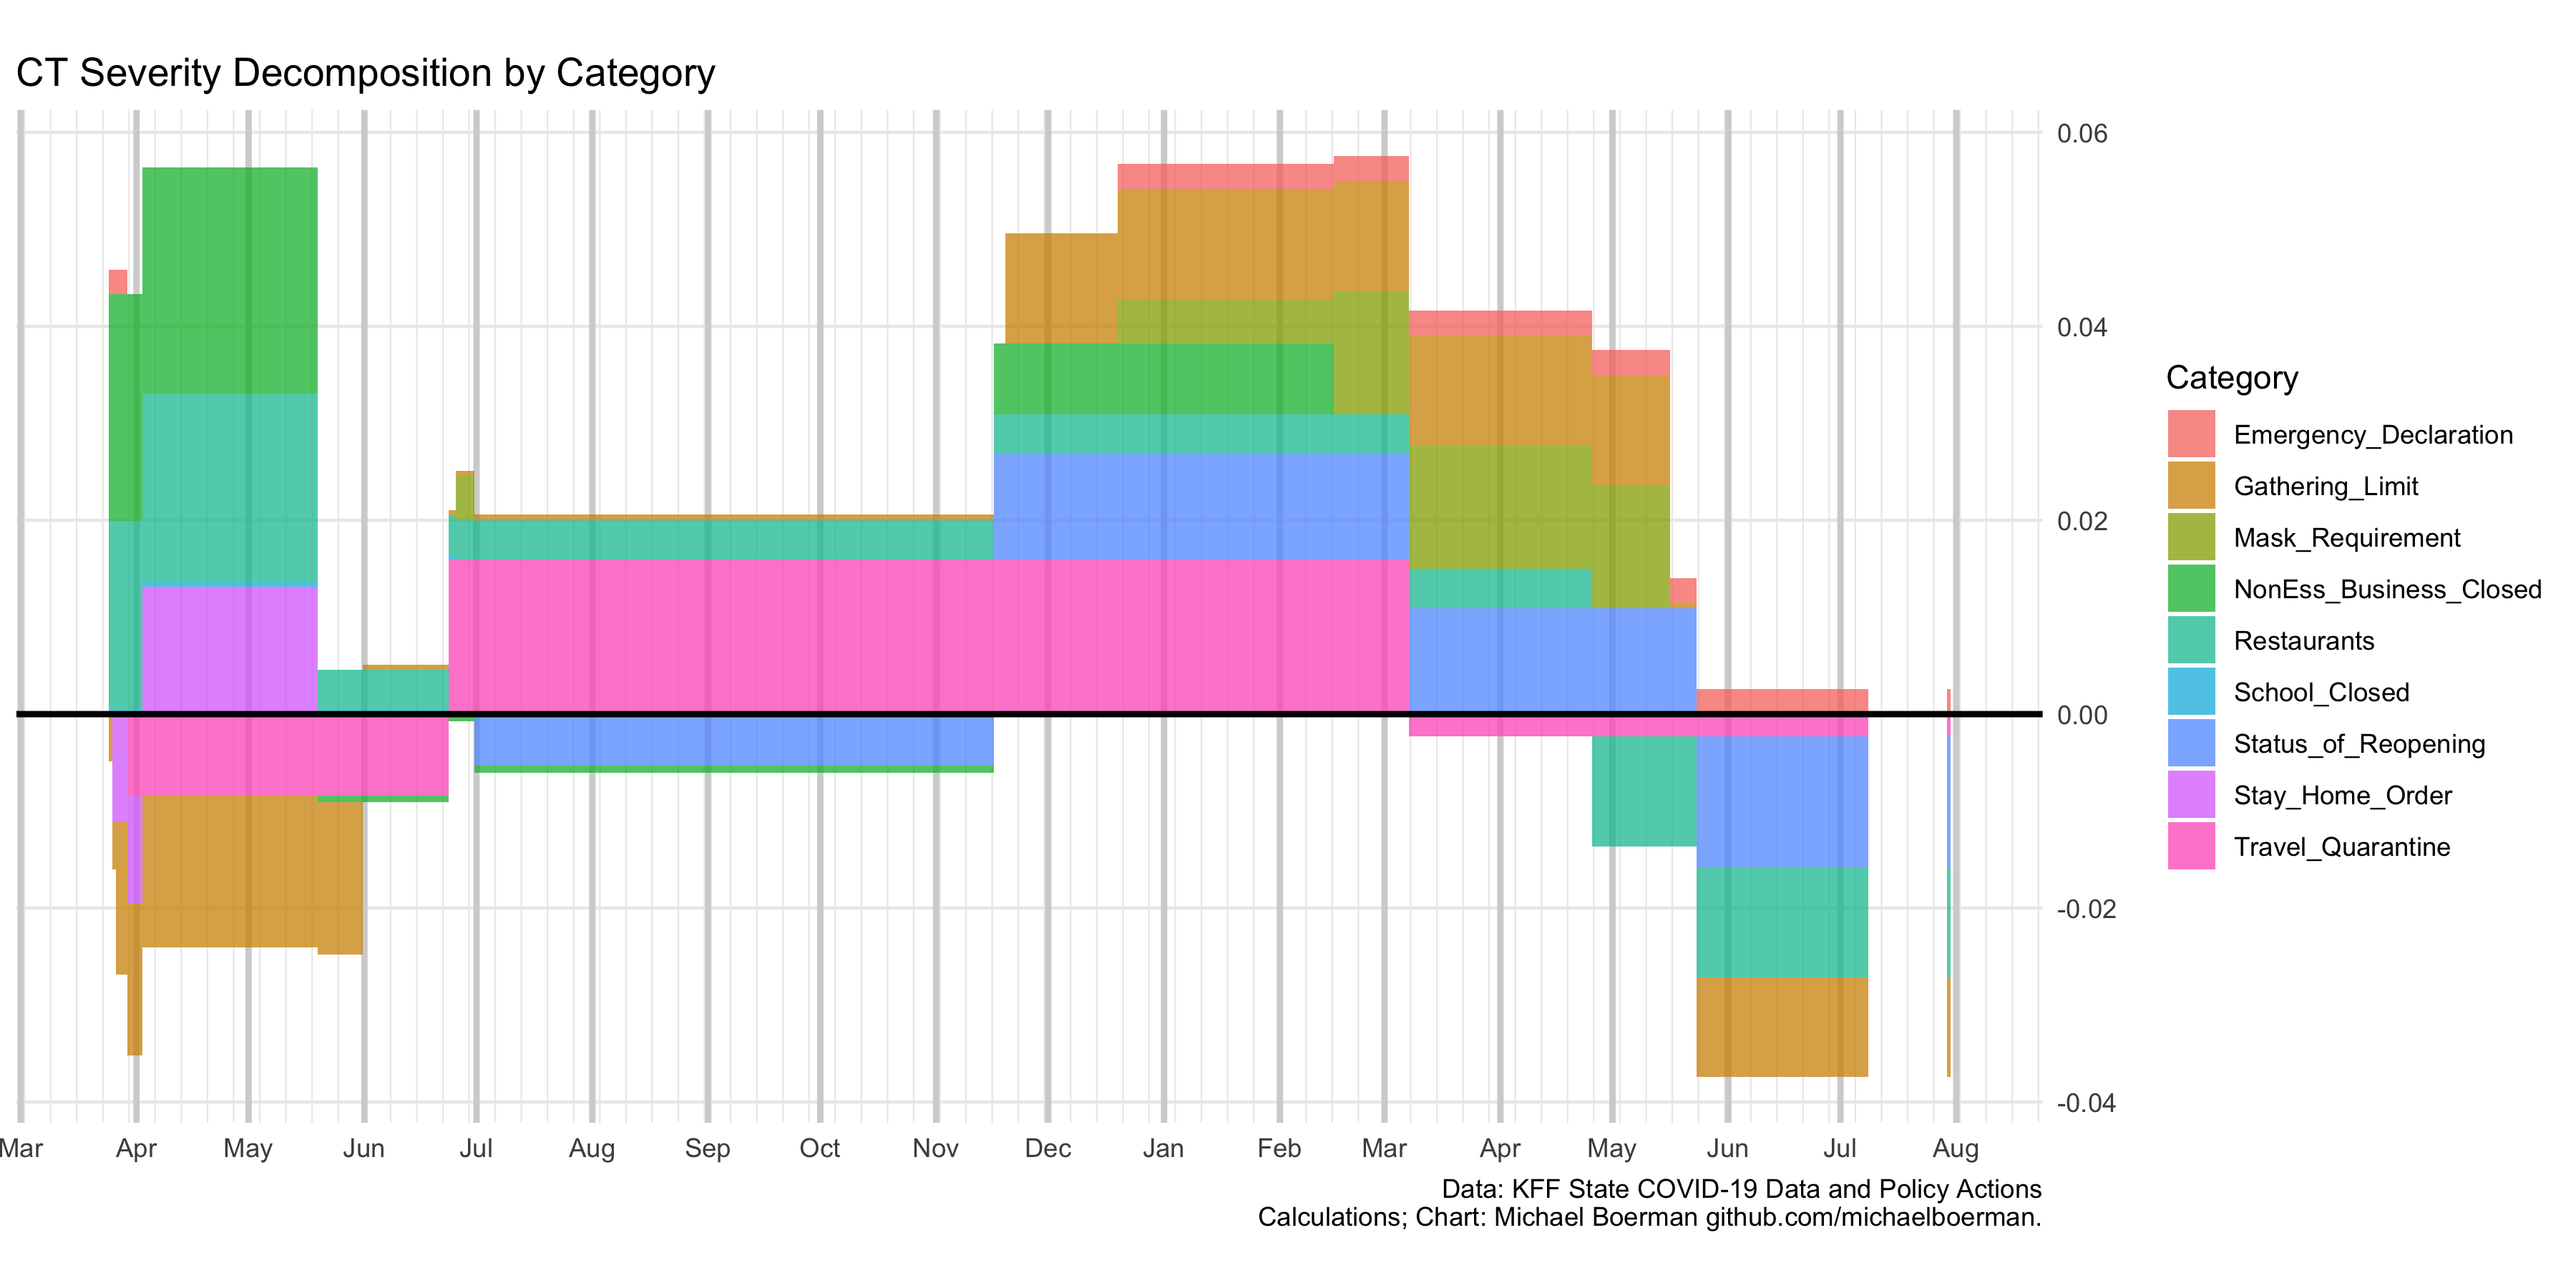 CT Severity Decomposition by Category
0.06
0.04
0.02
0.00
-0.02
-0.04
Mar Apr May Jun Jul Aug Sep Oct Nov Dec Jan Feb Mar Apr May Jun Jul Aug
Category
Emergency_Declaration
Gathering_Limit
Mask_Requirement
NonEss_Business_Closed
Restaurants
School_Closed
Status_of_Reopening
Stay_Home_Order
Travel_Quarantine
Data: KFF State COVID-19 Data and Policy Actions
Calculations; Chart: Michael Boerman github.com/michaelboerman.